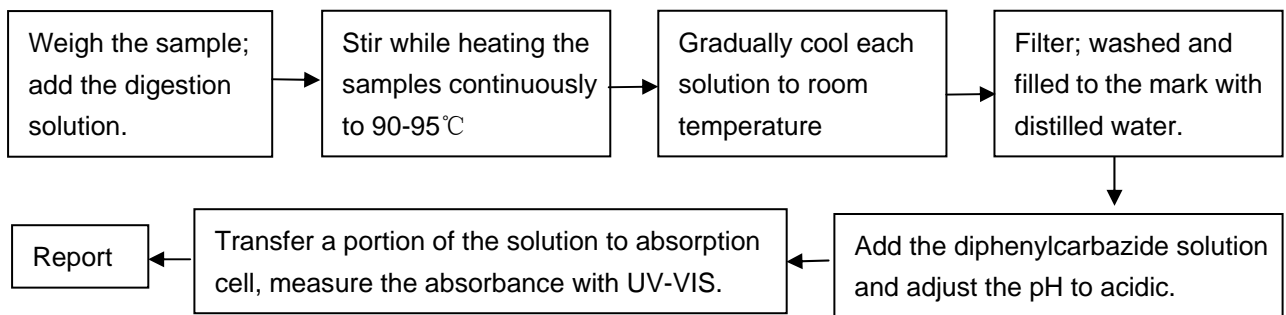 Weigh the sample;
add the digestion
solution.
Stir while heating the
samples continuously
to 90-95℃
Gradually cool each
solution to room
temperature
Filter; washed and
filled to the mark with
distilled water.
Add the diphenylcarbazide solution
and adjust the pH to acidic.
Transfer a portion of the solution to absorption
cell, measure the absorbance with UV-VIS.
Report